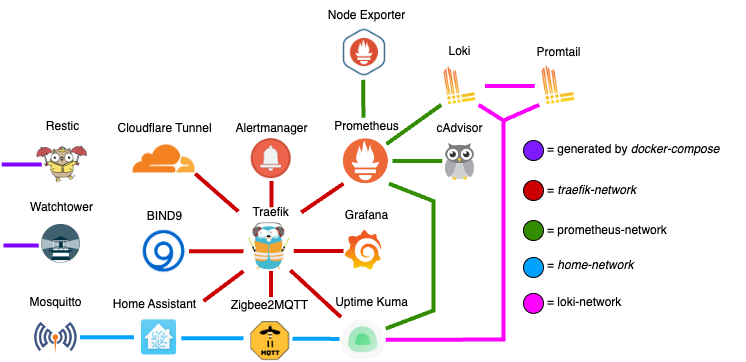 Node Exporter
Loki
Promtail
Restic
Cloudflare Tunnel
Alertmanager
Prometheus
cAdvisor
= generated by docker-compose
Watchtower
BIND9
Traefik
Grafana
= traefik-network
= prometheus-network
= home-network
Mosquitto
Home Assistant
Zigbee2MQTT
Uptime Kuma
= loki-network
MQTT